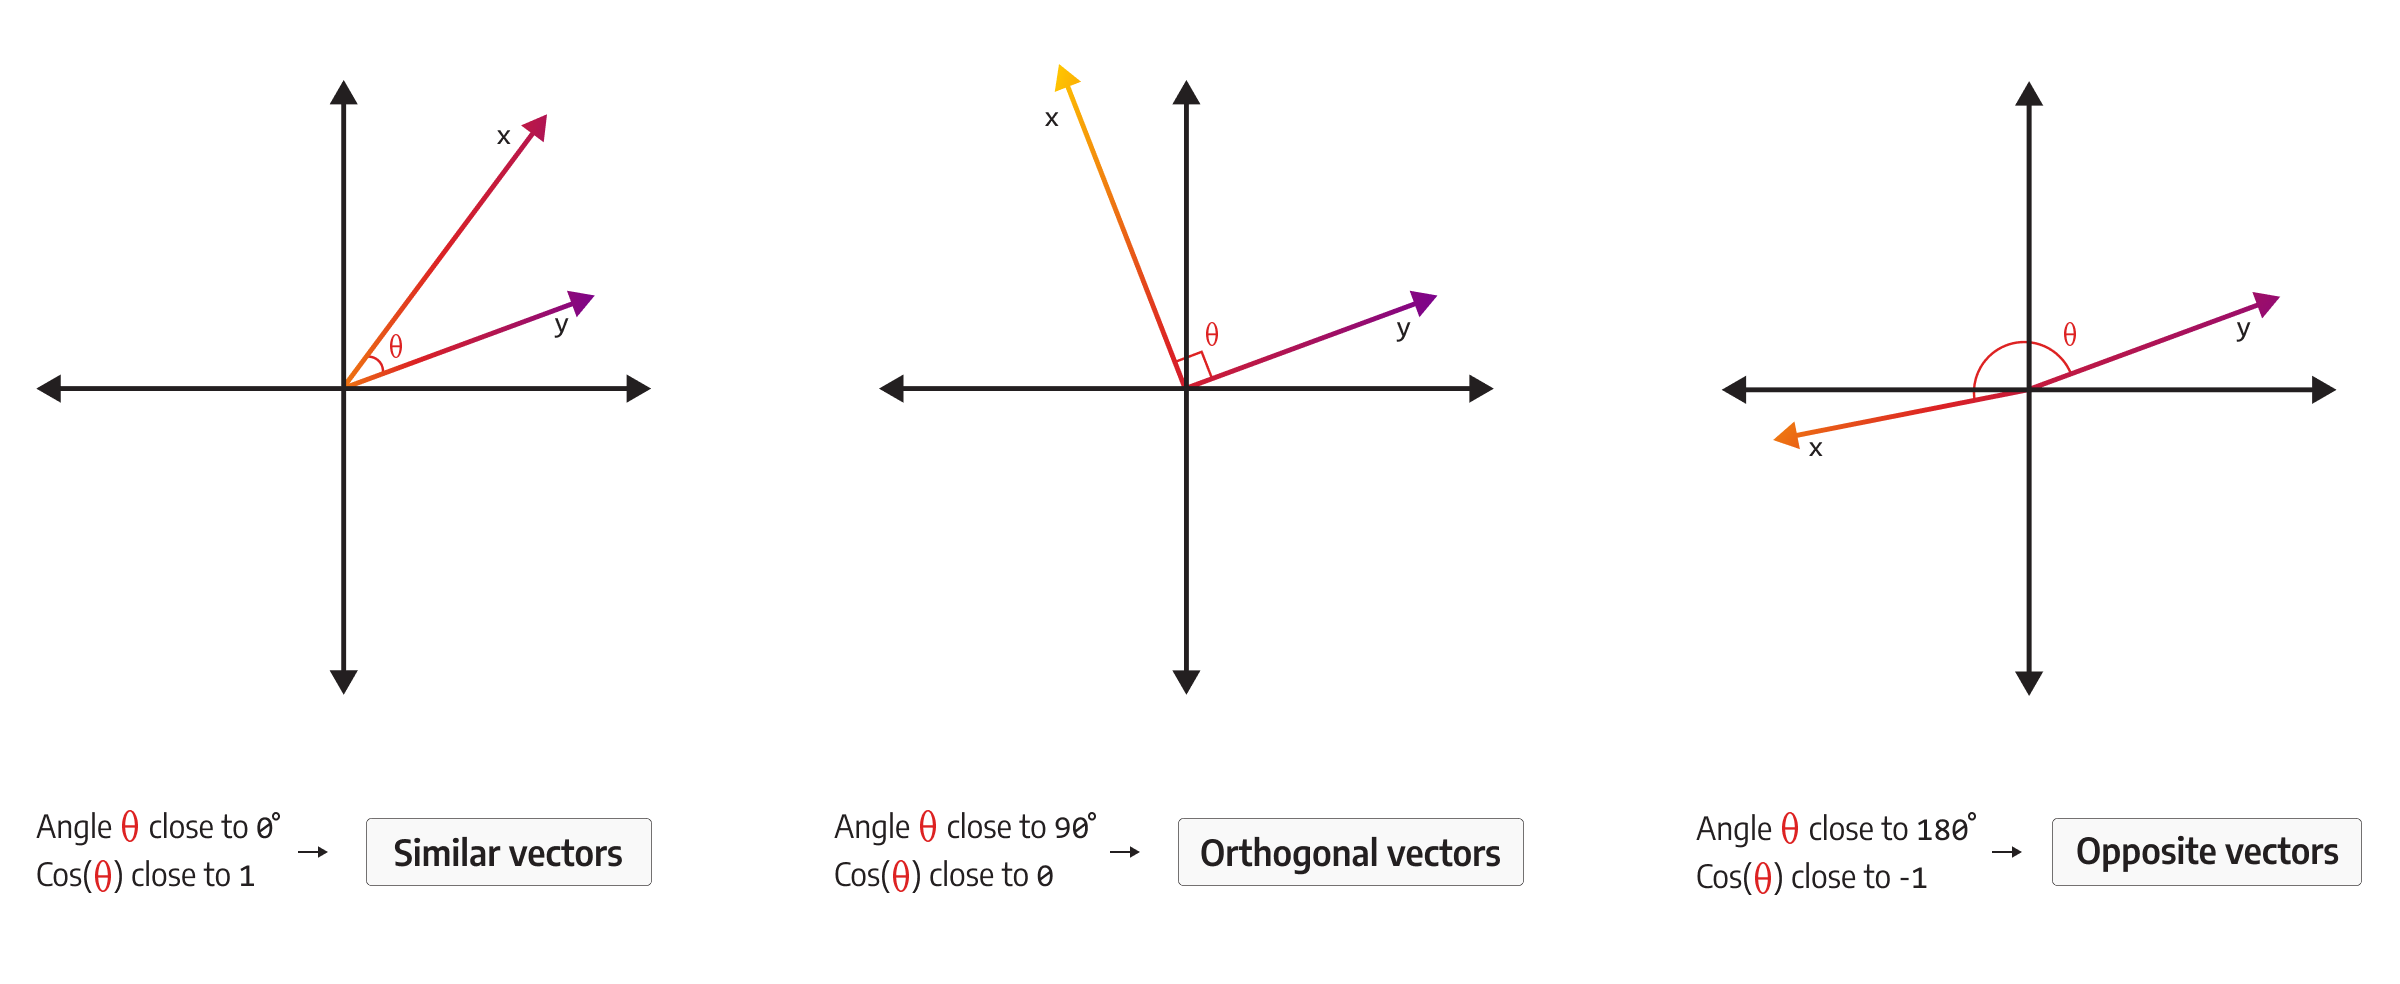 x
θ
y
x
θ
y
θ
y
x
Angle θ close to 0°
Cos(θ) close to 1
→
Similar vectors
Angle θ close to 90°
Cos(θ) close to 0
→
Orthogonal vectors
Angle θ close to 180°
Cos(θ) close to -1
→
Opposite vectors